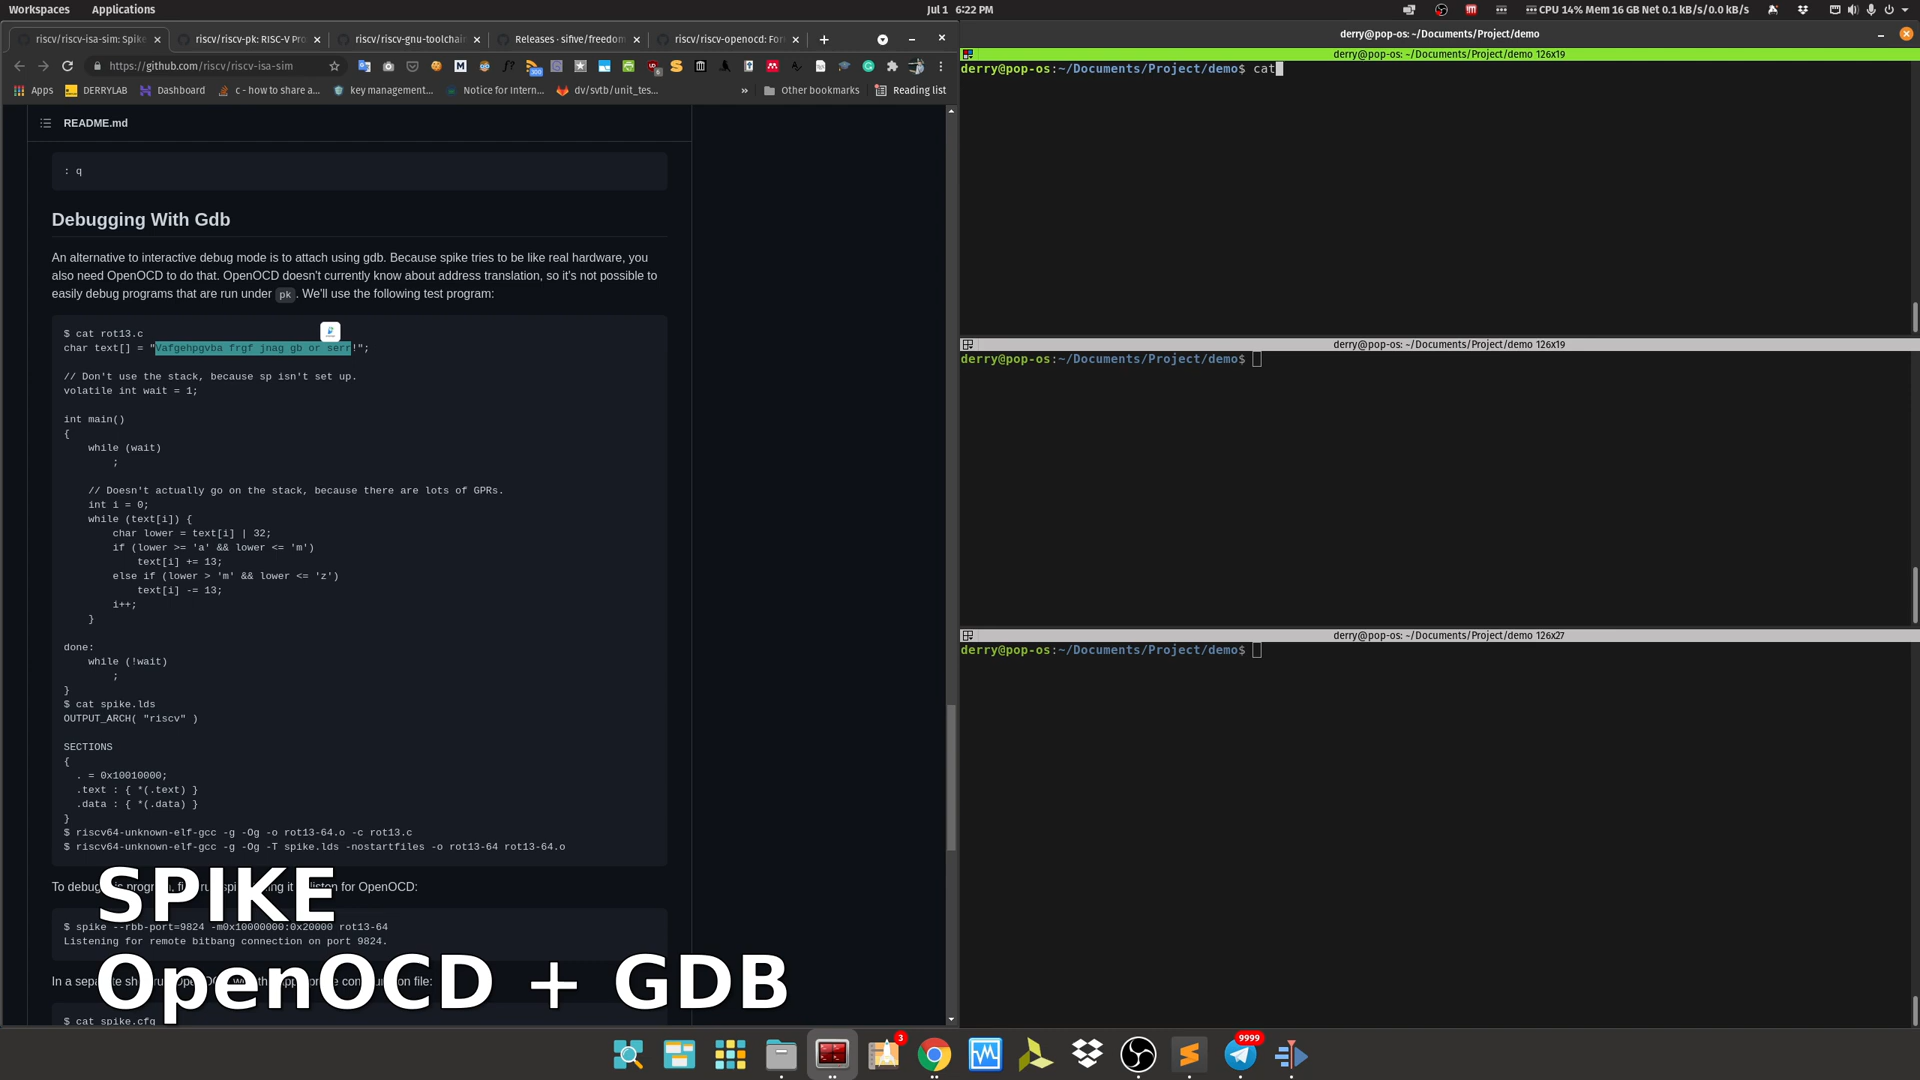 Workspaces Applications Jul 1 6:22 PM CPU 14% Mem 16 GB Net 0.1 kB/s/0.0 kB/s
riscv/riscv-isa-sim: Spike riscv/riscv-pk: RISC-V Pro riscv/riscv-gnu-toolchai Releases · sifive/freedom riscv/riscv-openocd: For
https://github.com/riscv/riscv-isa-sim
Apps DERRYLAB Dashboard c - how to share a... key management... Notice for Intern... dv/svtb/unit_tes... » Other bookmarks Reading list
README.md
: q
Debugging With Gdb
An alternative to interactive debug mode is to attach using gdb. Because spike tries to be like real hardware, you
also need OpenOCD to do that. OpenOCD doesn't currently know about address translation, so it's not possible to
easily debug programs that are run under pk . We'll use the following test program:
$ cat rot13.c
char text[] = "Vafgehpgvba frgf jnag gb or serr!";
// Don't use the stack, because sp isn't set up.
volatile int wait = 1;
int main()
{
while (wait)
;
// Doesn't actually go on the stack, because there are lots of GPRs.
int i = 0;
while (text[i]) {
char lower = text[i] | 32;
if (lower >= 'a' && lower <= 'm')
text[i] += 13;
else if (lower > 'm' && lower <= 'z')
text[i] -= 13;
i++;
}
done:
while (!wait)
;
}
$ cat spike.lds
OUTPUT_ARCH( "riscv" )
SECTIONS
{
. = 0x10010000;
.text : { *(.text) }
.data : { *(.data) }
}
$ riscv64-unknown-elf-gcc -g -Og -o rot13-64.o -c rot13.c
$ riscv64-unknown-elf-gcc -g -Og -T spike.lds -nostartfiles -o rot13-64 rot13-64.o
To debug listen for OpenOCD:
SPIKE
$ spike --rbb-port=9824 -m0x10000000:0x20000 rot13-64
Listening for remote bitbang connection on port 9824.
In a separate file:
OpenOCD + GDB
$ cat spike.cfg
derry@pop-os: ~/Documents/Project/demo
derry@pop-os: ~/Documents/Project/demo 126x19
derry@pop-os:~/Documents/Project/demo$ cat
derry@pop-os: ~/Documents/Project/demo 126x19
derry@pop-os:~/Documents/Project/demo$
derry@pop-os: ~/Documents/Project/demo 126x27
derry@pop-os:~/Documents/Project/demo$
3
9999